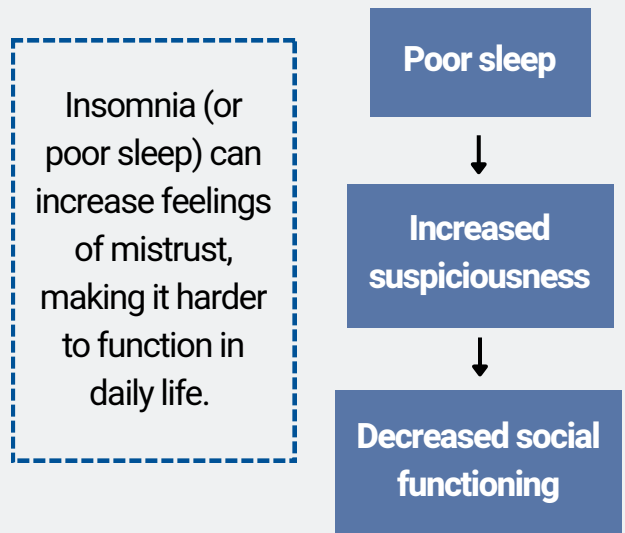 Insomnia (or
poor sleep) can
increase feelings
of mistrust,
making it harder
to function in
daily life.
Poor sleep
Increased
suspiciousness
Decreased social
functioning